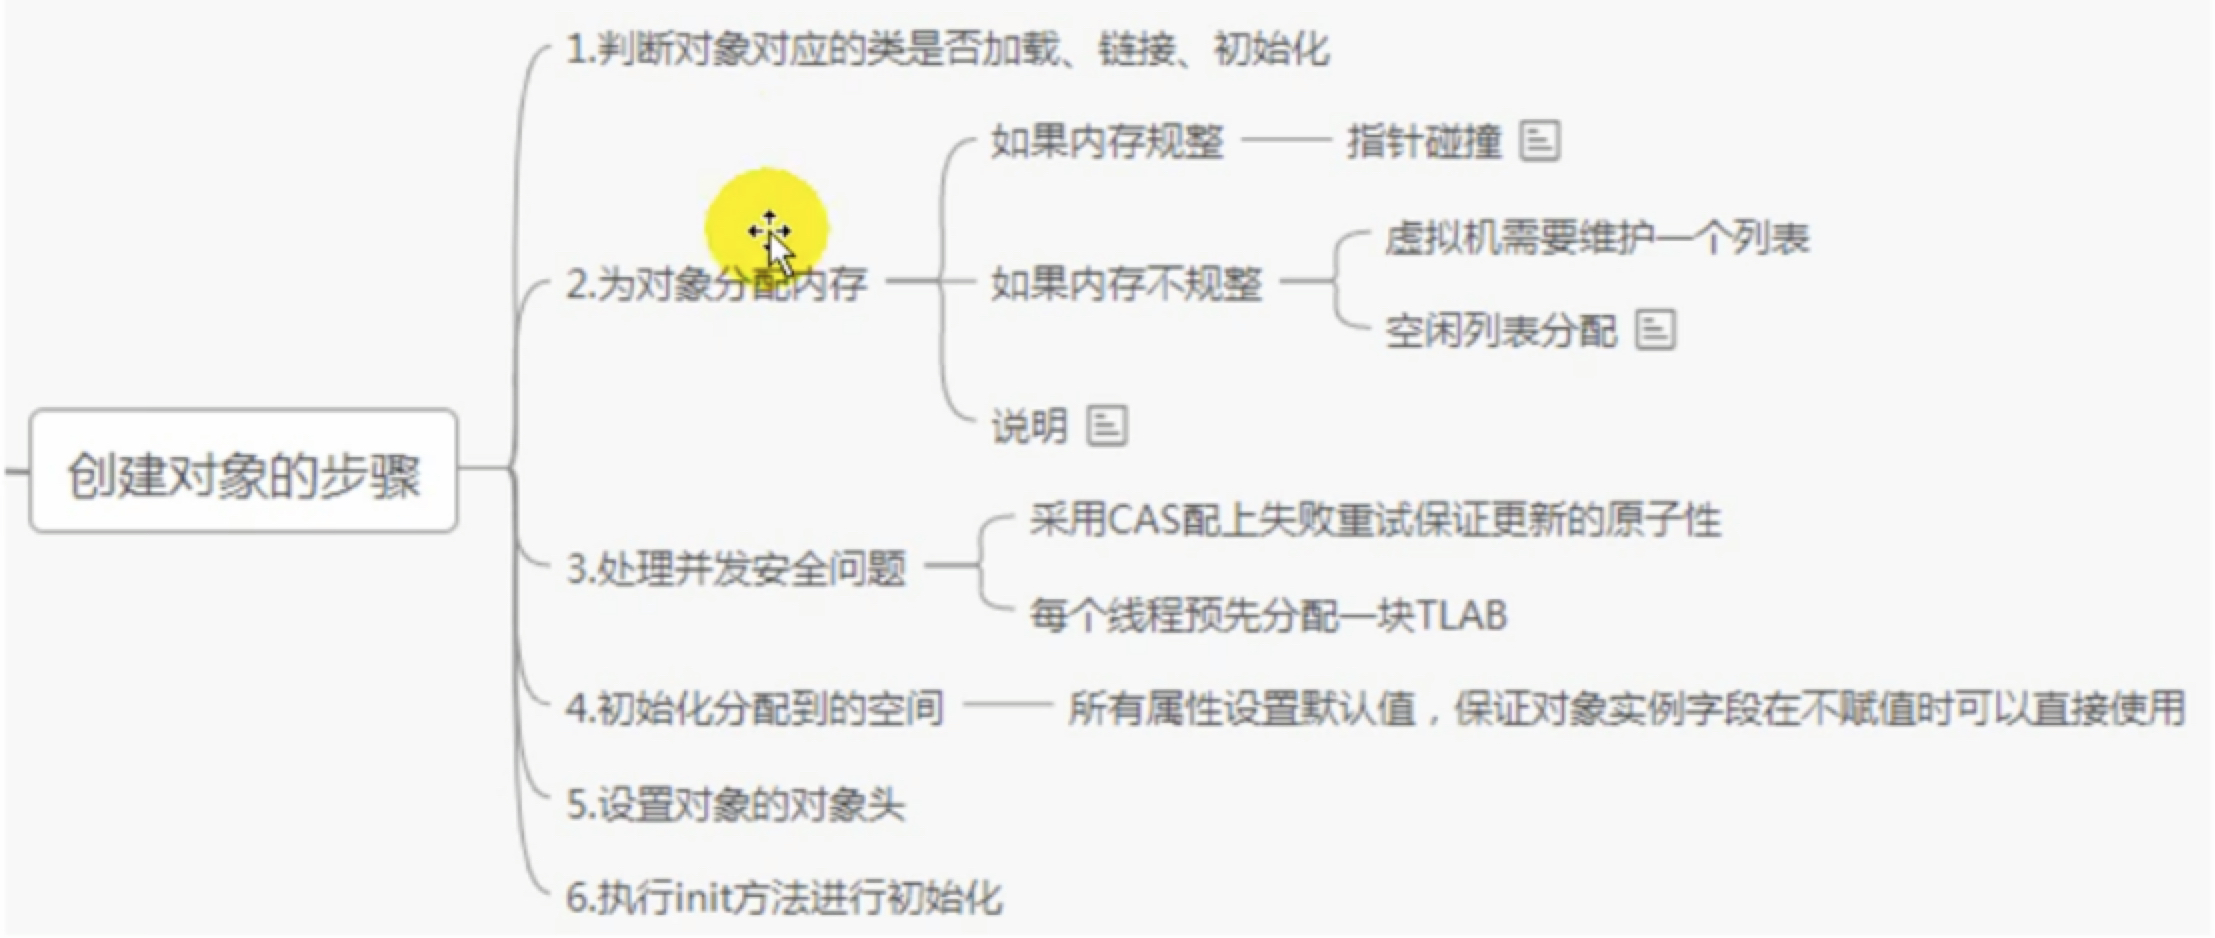 创建对象的步骤
1.判断对象对应的类是否加载、链接、初始化
2.为对象分配内存
如果内存规整
指针碰撞
如果内存不规整
虚拟机需要维护一个列表
空闲列表分配
说明
3.处理并发安全问题
采用CAS配上失败重试保证更新的原子性
每个线程预先分配一块TLAB
4.初始化分配到的空间
所有属性设置默认值，保证对象实例字段在不赋值时可以直接使用
5.设置对象的对象头
6.执行init方法进行初始化